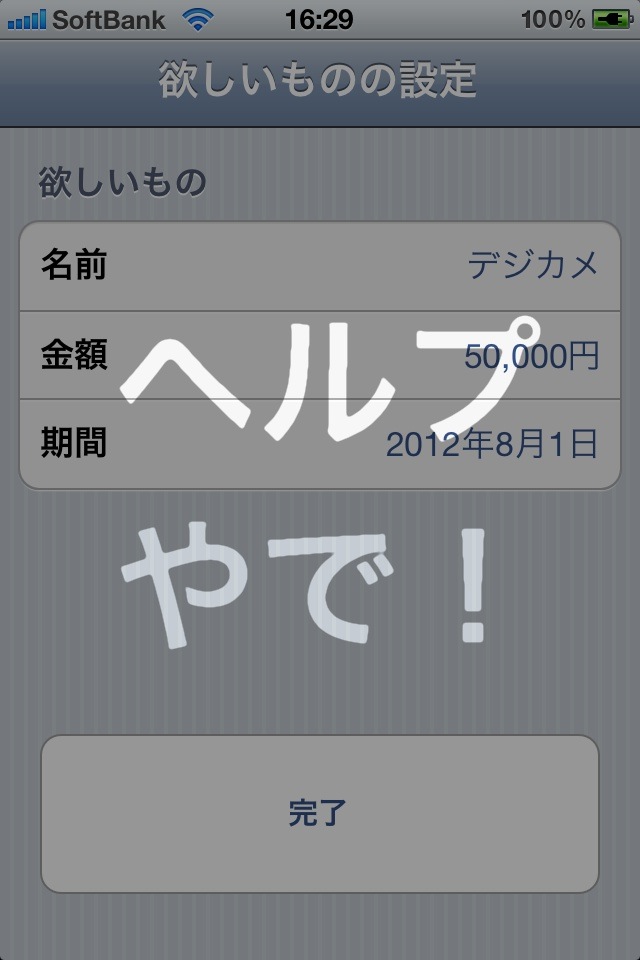 SoftBank 16:29 100%
欲しいものの設定
欲しいもの
名前 デジカメ
金額 50,000円
期間 2012年8月1日
ヘルプ
やで！
完了